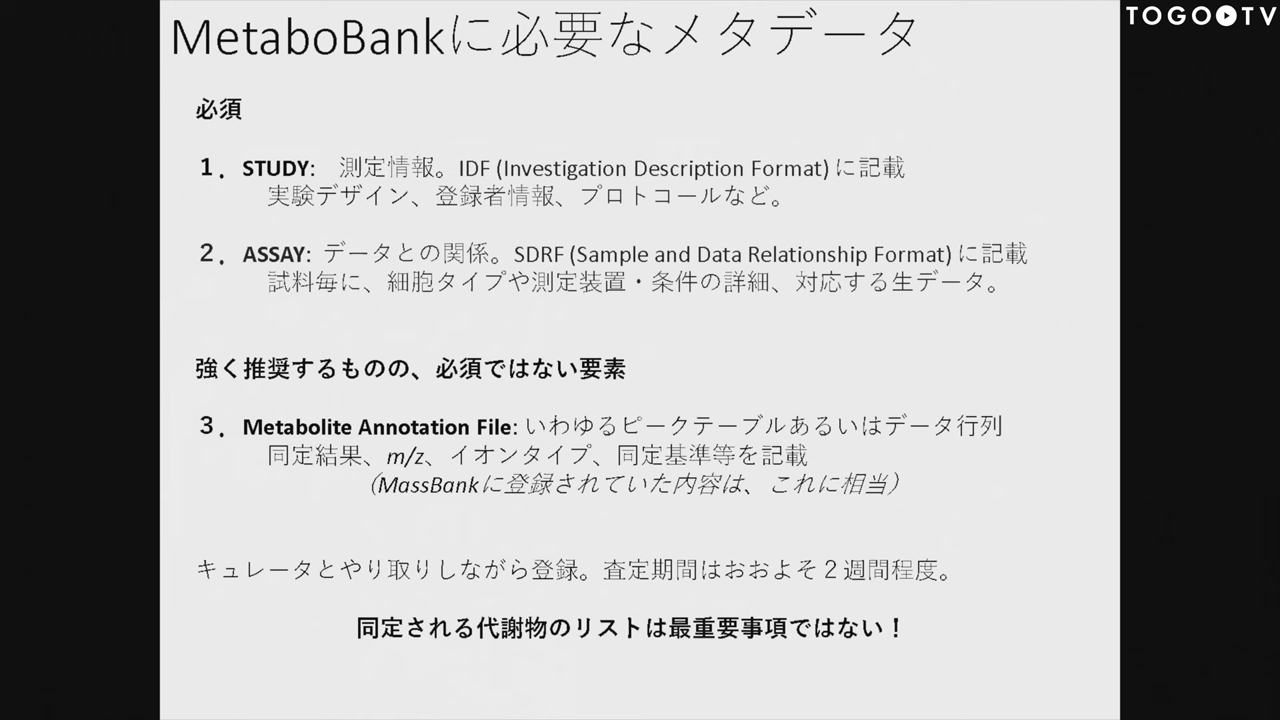 TOGOTV
MetaboBankに必要なメタデータ
必須
１．STUDY:　測定情報。IDF (Investigation Description Format) に記載
実験デザイン、登録者情報、プロトコールなど。
２．ASSAY: データとの関係。SDRF (Sample and Data Relationship Format) に記載
試料毎に、細胞タイプや測定装置・条件の詳細、対応する生データ。
強く推奨するものの、必須ではない要素
３．Metabolite Annotation File: いわゆるピークテーブルあるいはデータ行列
同定結果、m/z、イオンタイプ、同定基準等を記載
（MassBankに登録されていた内容は、これに相当）
キュレータとやり取りしながら登録。査定期間はおおよそ２週間程度。
同定される代謝物のリストは最重要事項ではない！